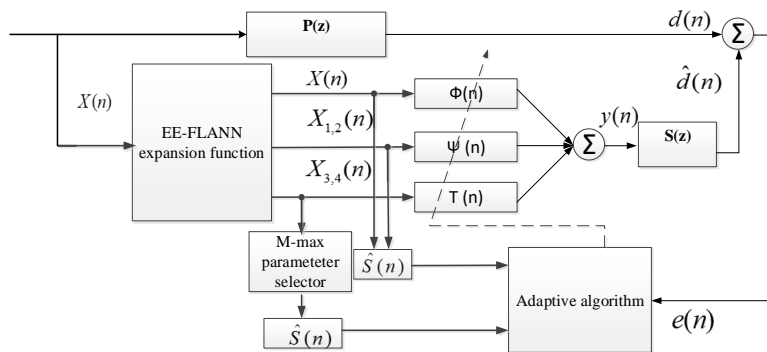 P(z)
d(n)
Σ
X(n)
EE-FLANN
expansion function
X(n)
X₁,₂(n)
X₃,₄(n)
Φ(n)
Ψ (n)
T (n)
Σ
y(n)
S(z)
d̂(n)
M-max
parameteter
selector
Ŝ(n)
Ŝ(n)
Adaptive algorithm
e(n)